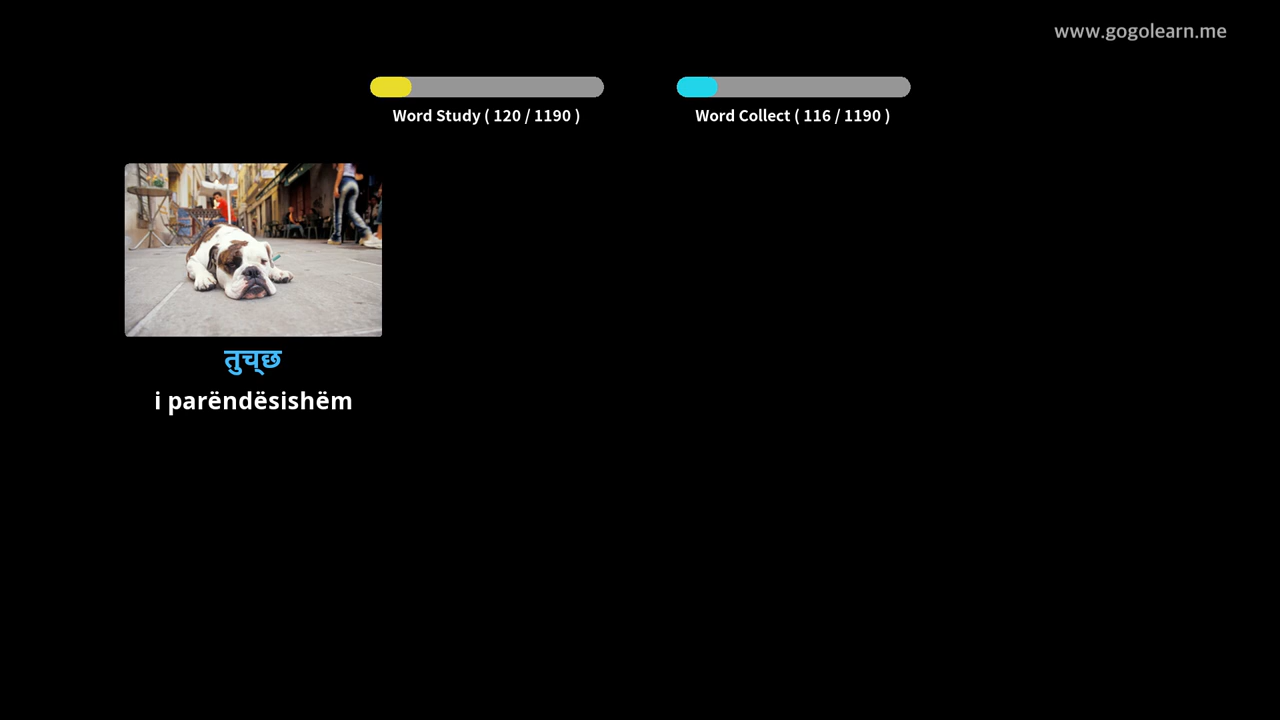 www.gogolearn.me
Word Study ( 120 / 1190 )
Word Collect ( 116 / 1190 )
तुच्छ
i parëndësishëm